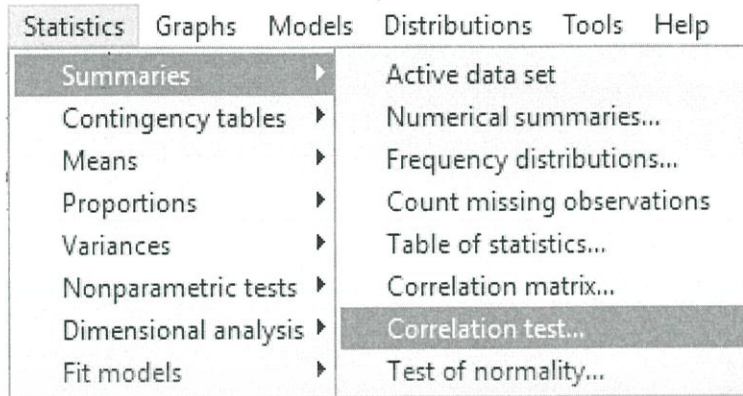 Statistics Graphs Models Distributions Tools Help
Summaries
Contingency tables
Means
Proportions
Variances
Nonparametric tests
Dimensional analysis
Fit models
Active data set
Numerical summaries...
Frequency distributions...
Count missing observations
Table of statistics...
Correlation matrix...
Correlation test...
Test of normality...